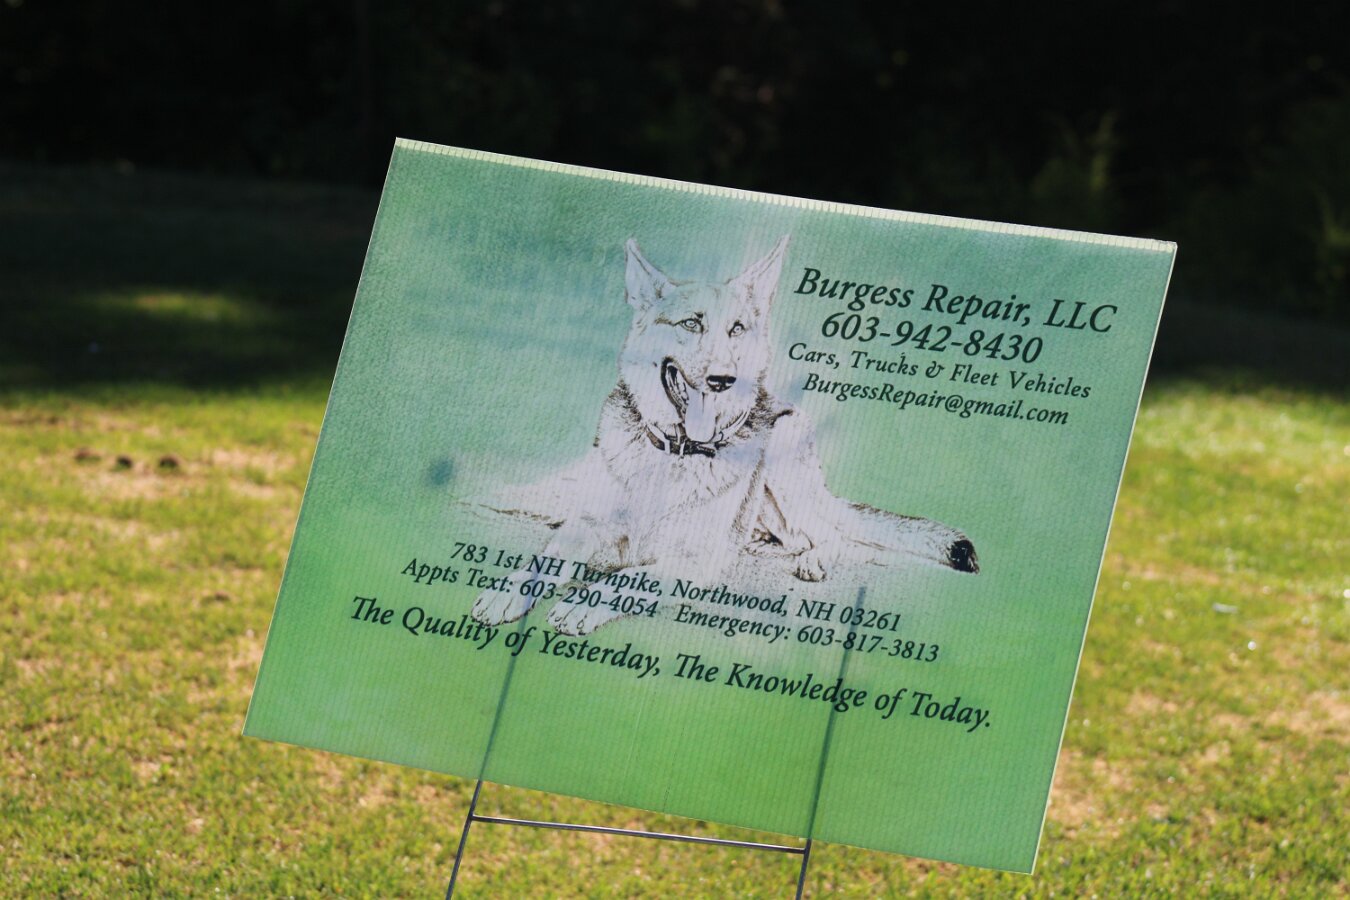 Burgess Repair, LLC
603-942-8430
Cars, Trucks & Fleet Vehicles
BurgessRepair@gmail.com
783 1st NH Turnpike, Northwood, NH 03261
Appts Text: 603-290-4054 Emergency: 603-817-3813
The Quality of Yesterday, The Knowledge of Today.